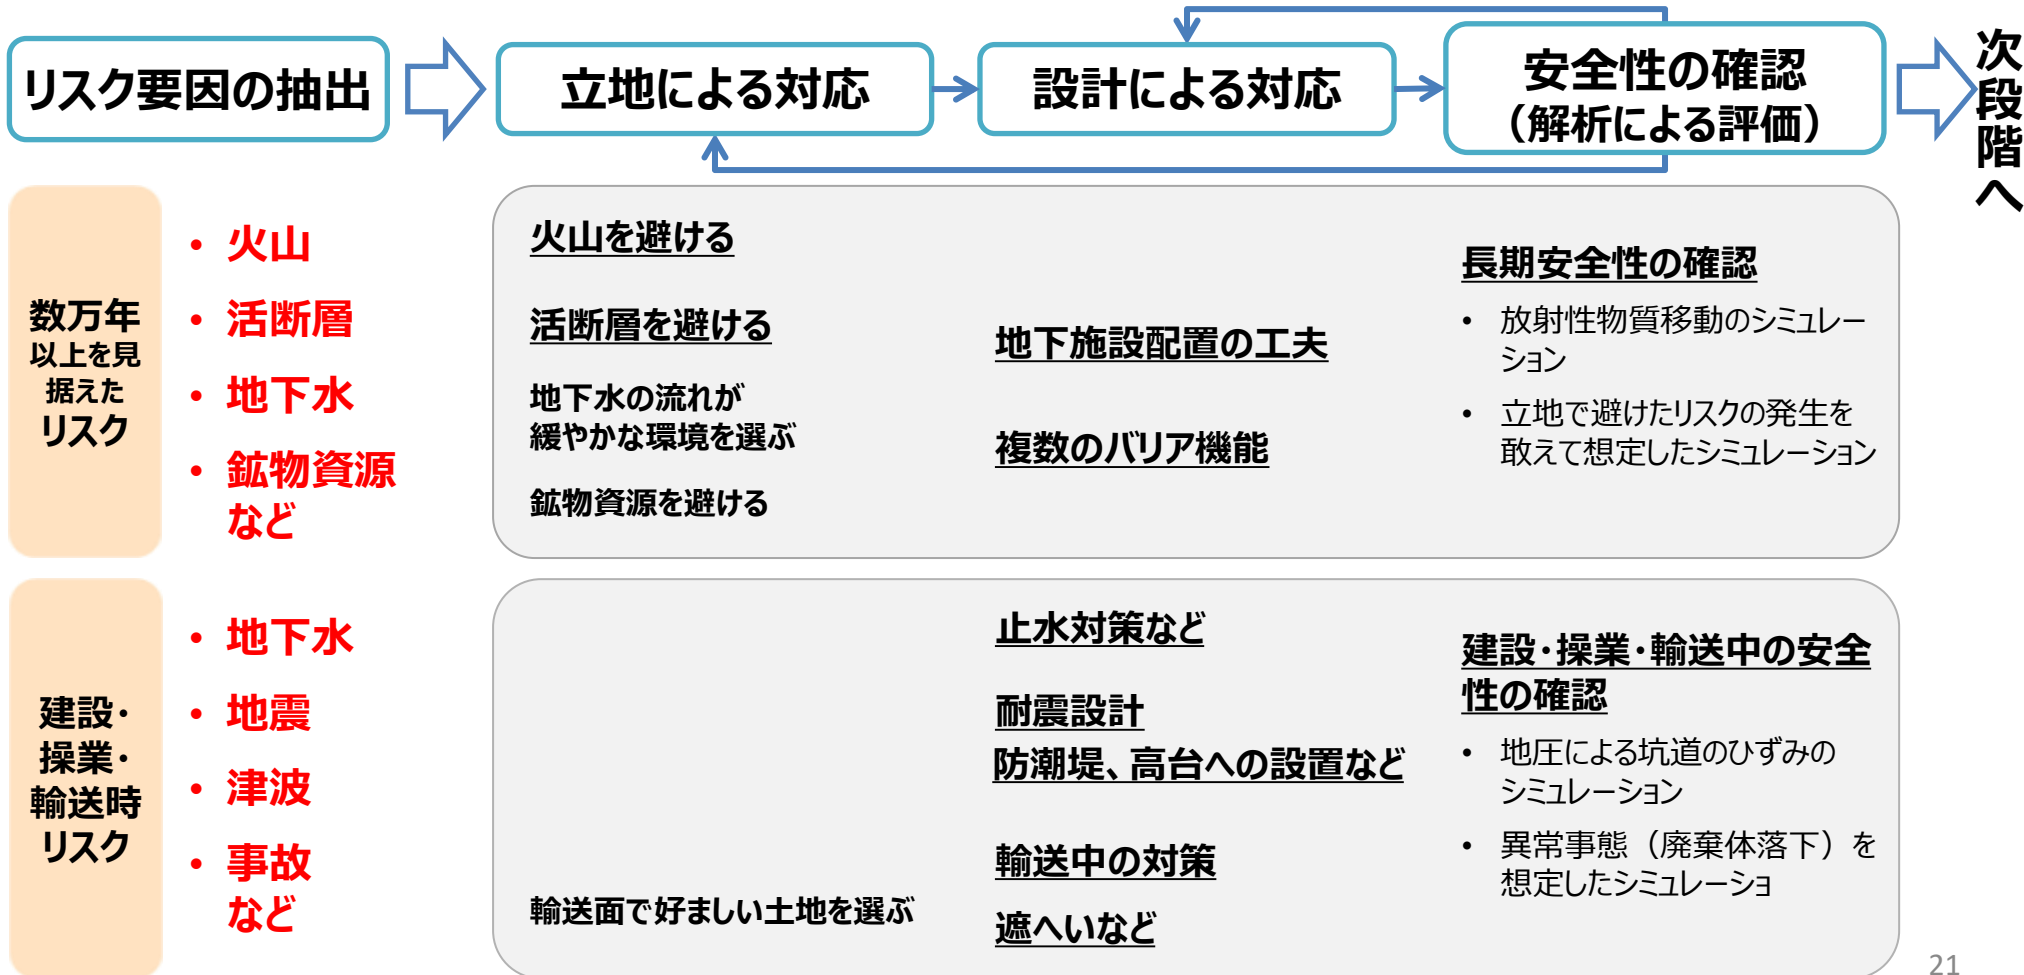 リスク要因の抽出
立地による対応
設計による対応
安全性の確認
（解析による評価）
次段階へ
数万年
以上を見
据えた
リスク
• 火山
• 活断層
• 地下水
• 鉱物資源
など
火山を避ける
活断層を避ける
地下水の流れが
緩やかな環境を選ぶ
鉱物資源を避ける
地下施設配置の工夫
複数のバリア機能
長期安全性の確認
• 放射性物質移動のシミュレー
ション
• 立地で避けたリスクの発生を
敢えて想定したシミュレーション
建設・
操業・
輸送時
リスク
• 地下水
• 地震
• 津波
• 事故
など
輸送面で好ましい土地を選ぶ
止水対策など
耐震設計
防潮堤、高台への設置など
輸送中の対策
遮へいなど
建設・操業・輸送中の安全
性の確認
• 地圧による坑道のひずみの
シミュレーション
• 異常事態（廃棄体落下）を
想定したシミュレーショ
21